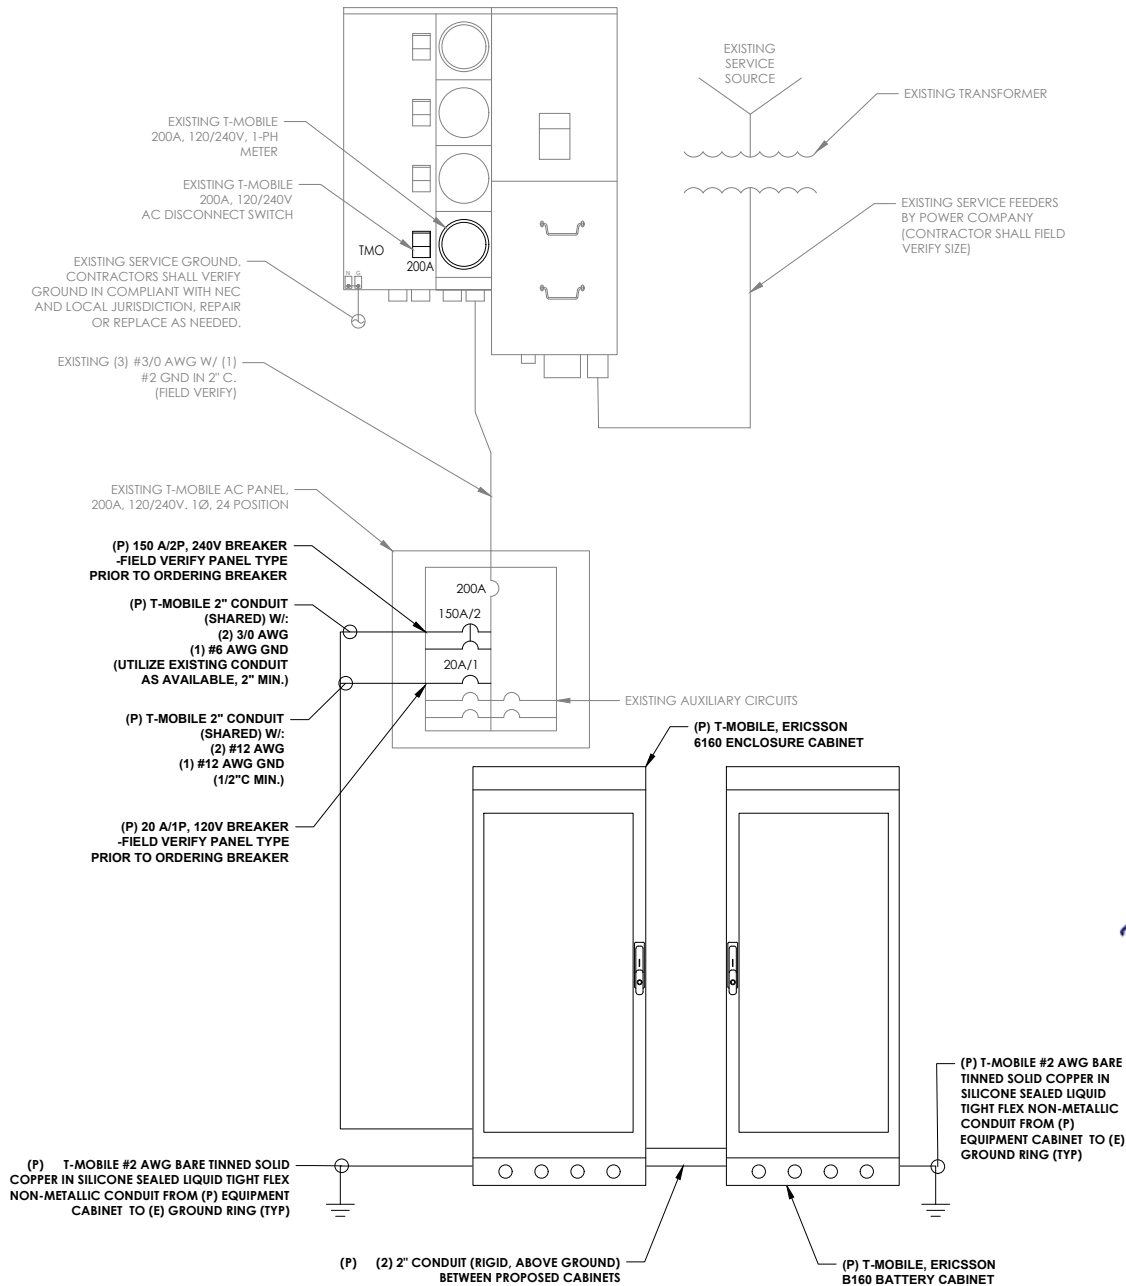 EXISTING
SERVICE
SOURCE
EXISTING TRANSFORMER
EXISTING T-MOBILE
200A, 120/240V, 1-PH
METER
EXISTING T-MOBILE
200A, 120/240V
AC DISCONNECT SWITCH
EXISTING SERVICE FEEDERS
BY POWER COMPANY
(CONTRACTOR SHALL FIELD
VERIFY SIZE)
TMO
200A
N G
EXISTING SERVICE GROUND.
CONTRACTORS SHALL VERIFY
GROUND IN COMPLIANT WITH NEC
AND LOCAL JURISDICTION, REPAIR
OR REPLACE AS NEEDED.
EXISTING (3) #3/0 AWG W/ (1)
#2 GND IN 2" C.
(FIELD VERIFY)
EXISTING T-MOBILE AC PANEL,
200A, 120/240V. 1Ø, 24 POSITION
(P) 150 A/2P, 240V BREAKER
-FIELD VERIFY PANEL TYPE
PRIOR TO ORDERING BREAKER
200A
150A/2
20A/1
(P) T-MOBILE 2" CONDUIT
(SHARED) W/:
(2) 3/0 AWG
(1) #6 AWG GND
(UTILIZE EXISTING CONDUIT
AS AVAILABLE, 2" MIN.)
EXISTING AUXILIARY CIRCUITS
(P) T-MOBILE 2" CONDUIT
(SHARED) W/:
(2) #12 AWG
(1) #12 AWG GND
(1/2"C MIN.)
(P) T-MOBILE, ERICSSON
6160 ENCLOSURE CABINET
(P) 20 A/1P, 120V BREAKER
-FIELD VERIFY PANEL TYPE
PRIOR TO ORDERING BREAKER
(P) T-MOBILE #2 AWG BARE
TINNED SOLID COPPER IN
SILICONE SEALED LIQUID
TIGHT FLEX NON-METALLIC
CONDUIT FROM (P)
EQUIPMENT CABINET TO (E)
GROUND RING (TYP)
(P) T-MOBILE #2 AWG BARE TINNED SOLID
COPPER IN SILICONE SEALED LIQUID TIGHT FLEX
NON-METALLIC CONDUIT FROM (P) EQUIPMENT
CABINET TO (E) GROUND RING (TYP)
(P) (2) 2" CONDUIT (RIGID, ABOVE GROUND)
BETWEEN PROPOSED CABINETS
(P) T-MOBILE, ERICSSON
B160 BATTERY CABINET